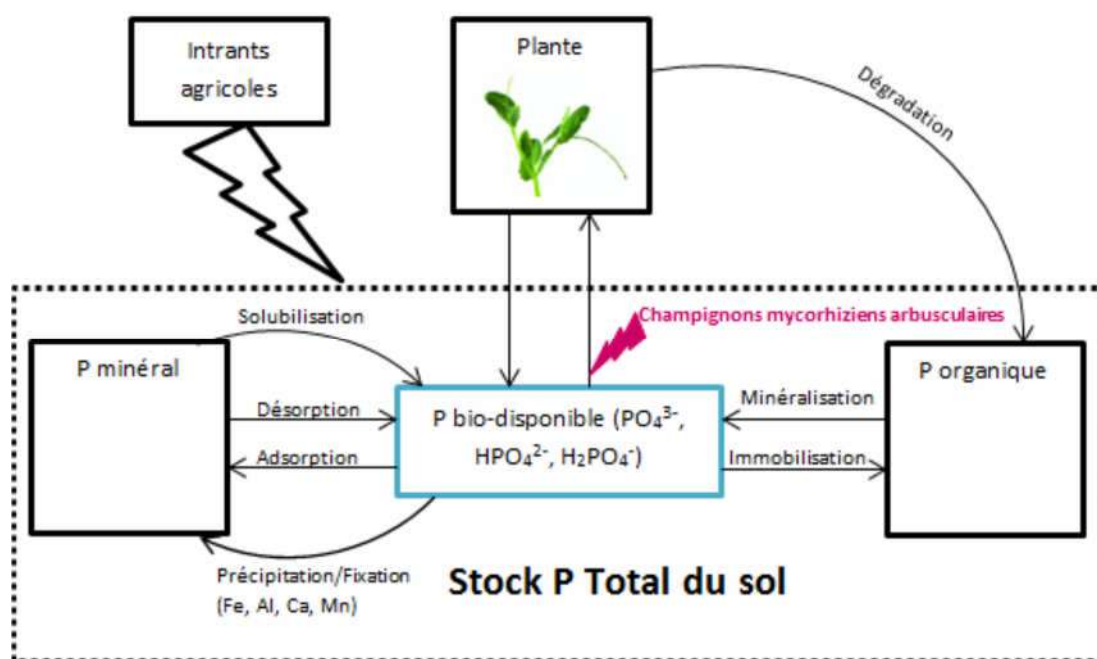 Intrants
agricoles
Plante
Dégradation
Solubilisation
Champignons mycorhiziens arbusculaires
P minéral
P organique
Désorption
P bio-disponible (PO₄³⁻,
HPO₄²⁻, H₂PO₄⁻)
Minéralisation
Adsorption
Immobilisation
Précipitation/Fixation
(Fe, Al, Ca, Mn)
Stock P Total du sol